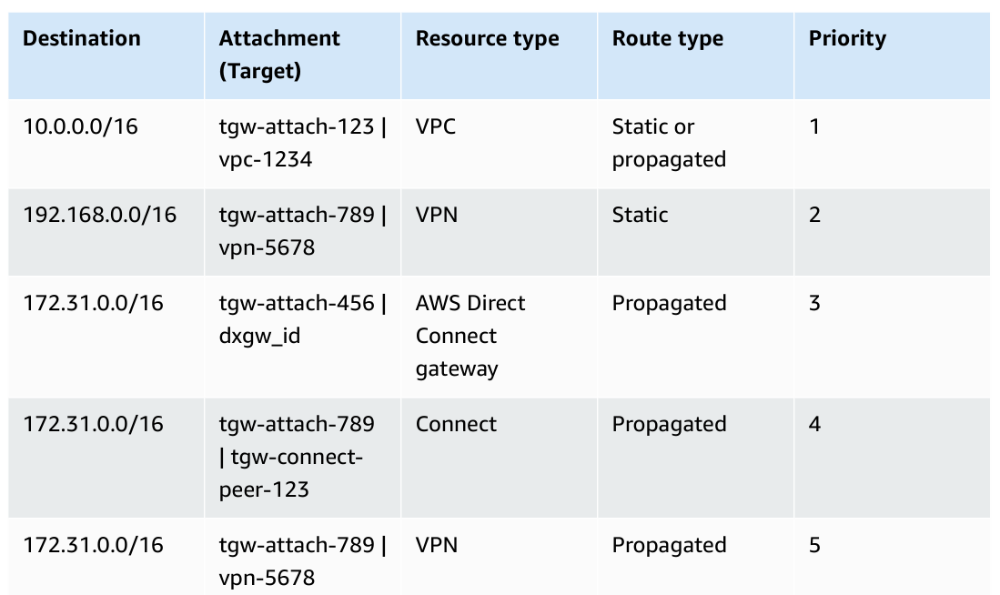 Destination
Attachment
(Target)
Resource type
Route type
Priority
10.0.0.0/16
tgw-attach-123 |
vpc-1234
VPC
Static or
propagated
1
192.168.0.0/16
tgw-attach-789 |
vpn-5678
VPN
Static
2
172.31.0.0/16
tgw-attach-456 |
dxgw_id
AWS Direct
Connect
gateway
Propagated
3
172.31.0.0/16
tgw-attach-789
| tgw-connect-
peer-123
Connect
Propagated
4
172.31.0.0/16
tgw-attach-789 |
vpn-5678
VPN
Propagated
5